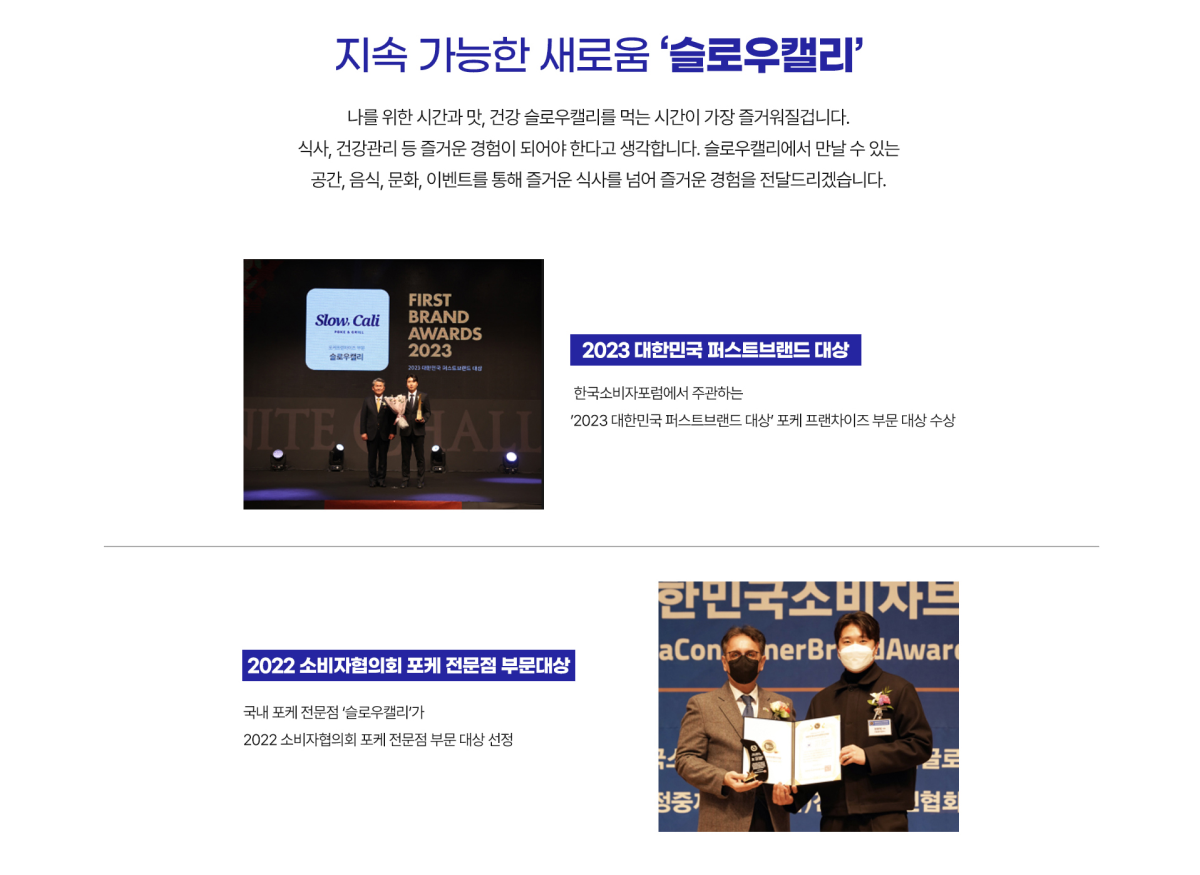 지속 가능한 새로움 ‘슬로우캘리’
나를 위한 시간과 맛, 건강 슬로우캘리를 먹는 시간이 가장 즐거워질겁니다.
식사, 건강관리 등 즐거운 경험이 되어야 한다고 생각합니다. 슬로우캘리에서 만날 수 있는
공간, 음식, 문화, 이벤트를 통해 즐거운 식사를 넘어 즐거운 경험을 전달드리겠습니다.
Slow Cali
POKE & GRILL
포케프랜차이즈 부문
슬로우캘리
FIRST
BRAND
AWARDS
2023
2023 대한민국 퍼스트브랜드 대상
NITE HALL
2023 대한민국 퍼스트브랜드 대상
한국소비자포럼에서 주관하는
’2023 대한민국 퍼스트브랜드 대상’ 포케 프랜차이즈 부문 대상 수상
2022 소비자협의회 포케 전문점 부문대상
국내 포케 전문점 ‘슬로우캘리’가
2022 소비자협의회 포케 전문점 부문 대상 선정
한민국소비자브